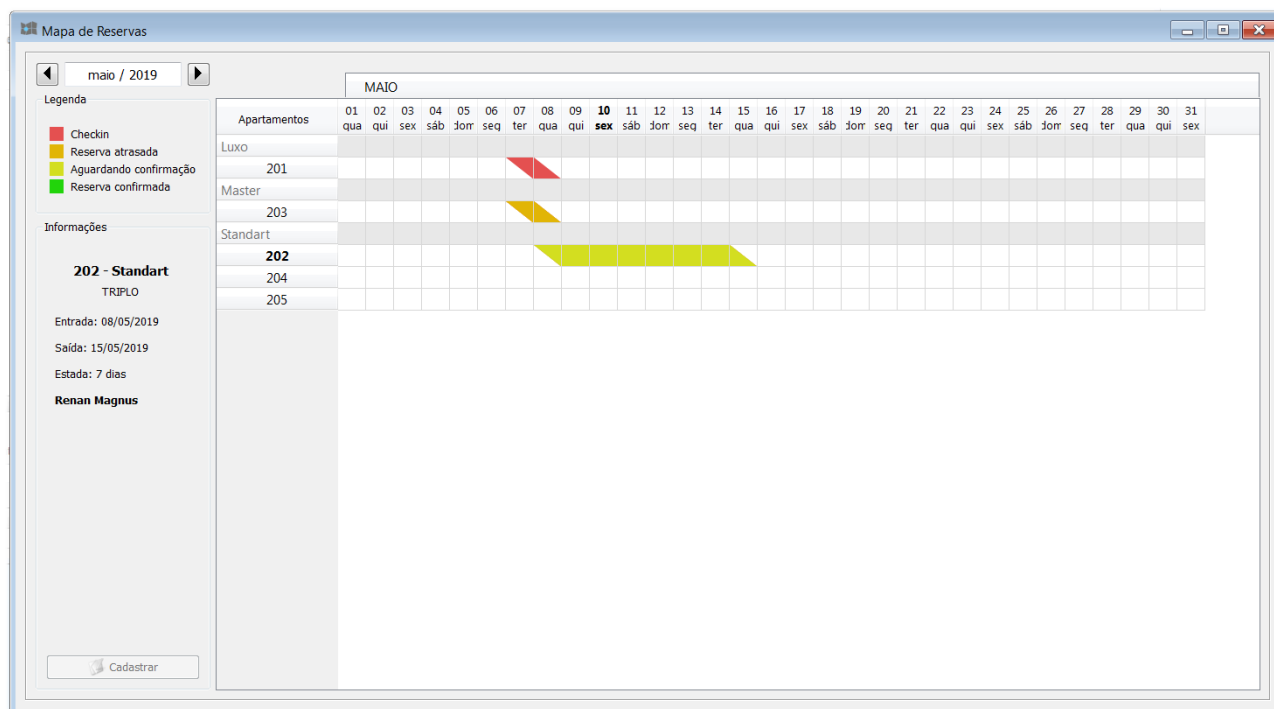 Mapa de Reservas
maio / 2019
MAIO
Legenda
Checkin
Reserva atrasada
Aguardando confirmação
Reserva confirmada
Apartamentos
01 02 03 04 05 06 07 08 09 10 11 12 13 14 15 16 17 18 19 20 21 22 23 24 25 26 27 28 29 30 31
qua qui sex sáb dom seg ter qua qui sex sáb dom seg ter qua qui sex sáb dom seg ter qua qui sex sáb dom seg ter qua qui sex
Luxo
201
Master
203
Standart
202
204
205
Informações
202 - Standart
TRIPLO
Entrada: 08/05/2019
Saída: 15/05/2019
Estada: 7 dias
Renan Magnus
Cadastrar